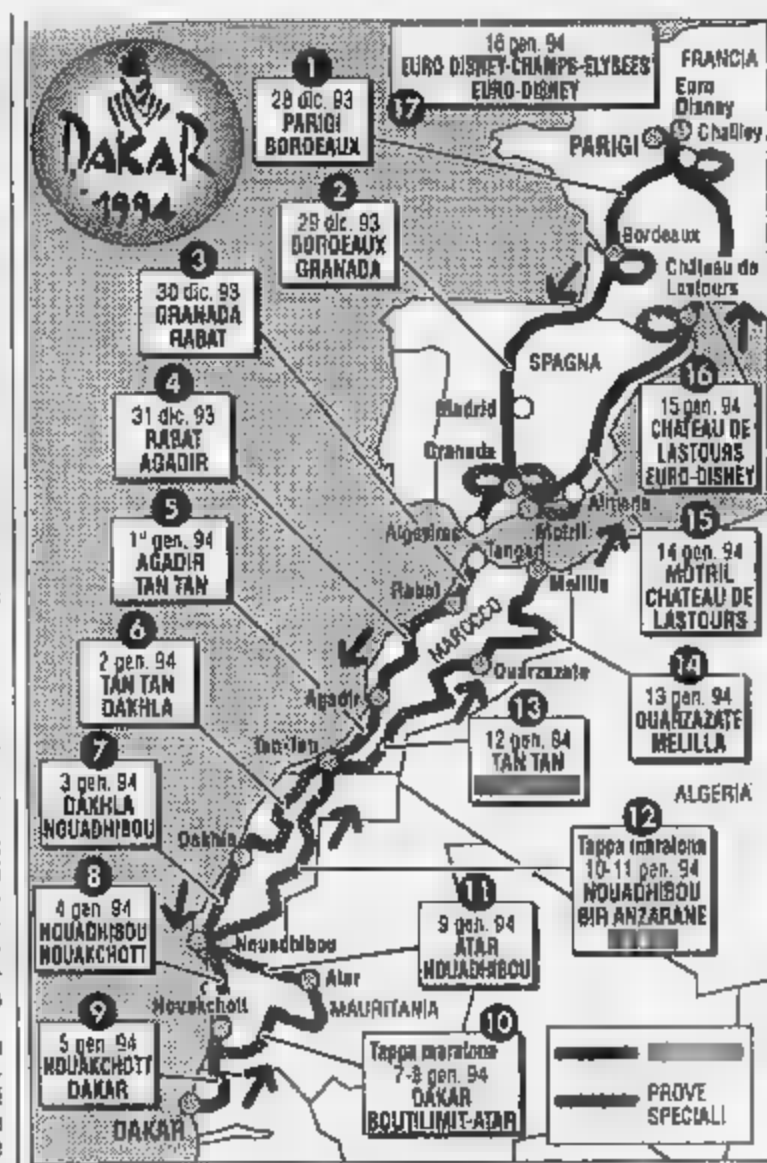 DAKAR
1994
1
28 dic. 93
PARIGI
BORDEAUX
16 gen. 94
EURO DISNEY-CHAMPS-ELYSEES
EURO-DISNEY
17
FRANCIA
Euro
Disney
Chailley
PARIGI
2
29 dic. 93
BORDEAUX
GRANADA
Bordeaux
Château de
Lastours
3
30 dic. 93
GRANADA
RABAT
SPAGNA
4
31 dic. 93
RABAT
AGADIR
Madrid
Granada
16
15 gen. 94
CHATEAU DE
LASTOURS
EURO-DISNEY
Almeria
Algesiras
Motril
Tangeri
Melilla
Rabat
5
1° gen. 94
AGADIR
TAN TAN
15
14 gen. 94
MOTRIL
CHATEAU DE
LASTOURS
MAROCCO
6
2 gen. 94
TAN TAN
DAKHLA
Ouarzazate
Agadir
14
13 gen. 94
OUARZAZATE
MELILLA
13
12 gen. 94
TAN TAN
Tan-Tan
7
3 gen. 94
DAKHLA
NOUADHIBOU
ALGERIA
Dakhla
12
Tappa maratona
10-11 gen. 94
NOUADHIBOU
BIR ANZARANE
8
4 gen. 94
NOUADHIBOU
NOUAKCHOTT
11
9 gen. 94
ATAR
NOUADHIBOU
Nouadhibou
Atar
Nouakchott
MAURITANIA
9
5 gen. 94
NOUAKCHOTT
DAKAR
10
Tappa maratona
7-8 gen. 94
DAKAR
BOUTILIMIT-ATAR
DAKAR
PROVE
SPECIALI